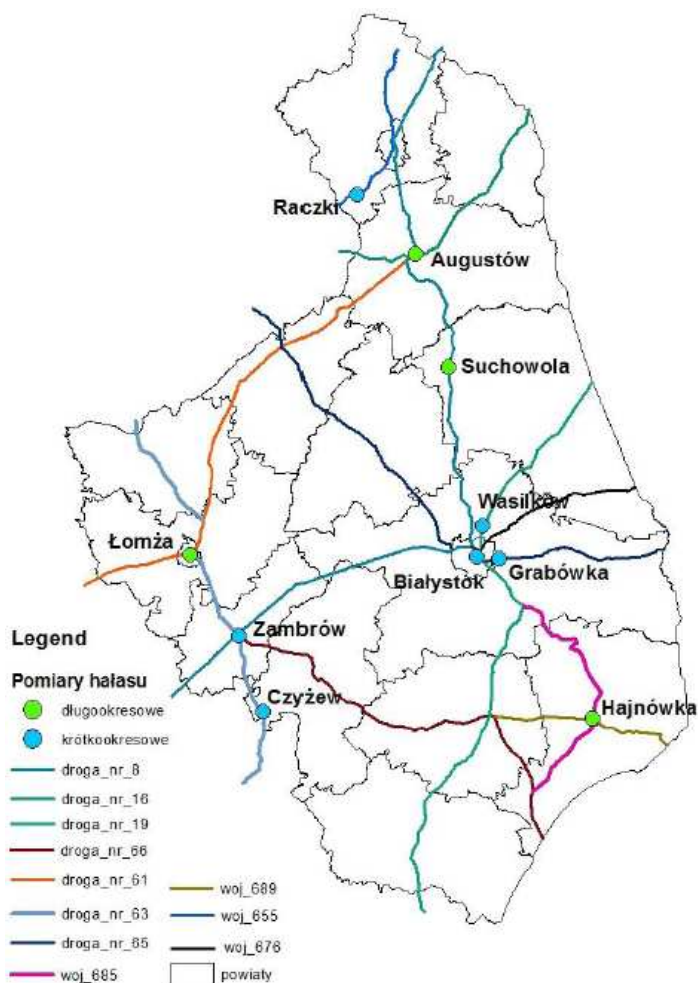 Raczki
Augustów
Suchowola
Wasilków
Łomża
Białystok
Grabówka
Zambrów
Czyżew
Hajnówka
Legend
Pomiary hałasu
długookresowe
krótkookresowe
droga_nr_8
droga_nr_16
droga_nr_19
droga_nr_66
droga_nr_61
droga_nr_63
droga_nr_65
woj_685
woj_689
woj_655
woj_676
powiaty